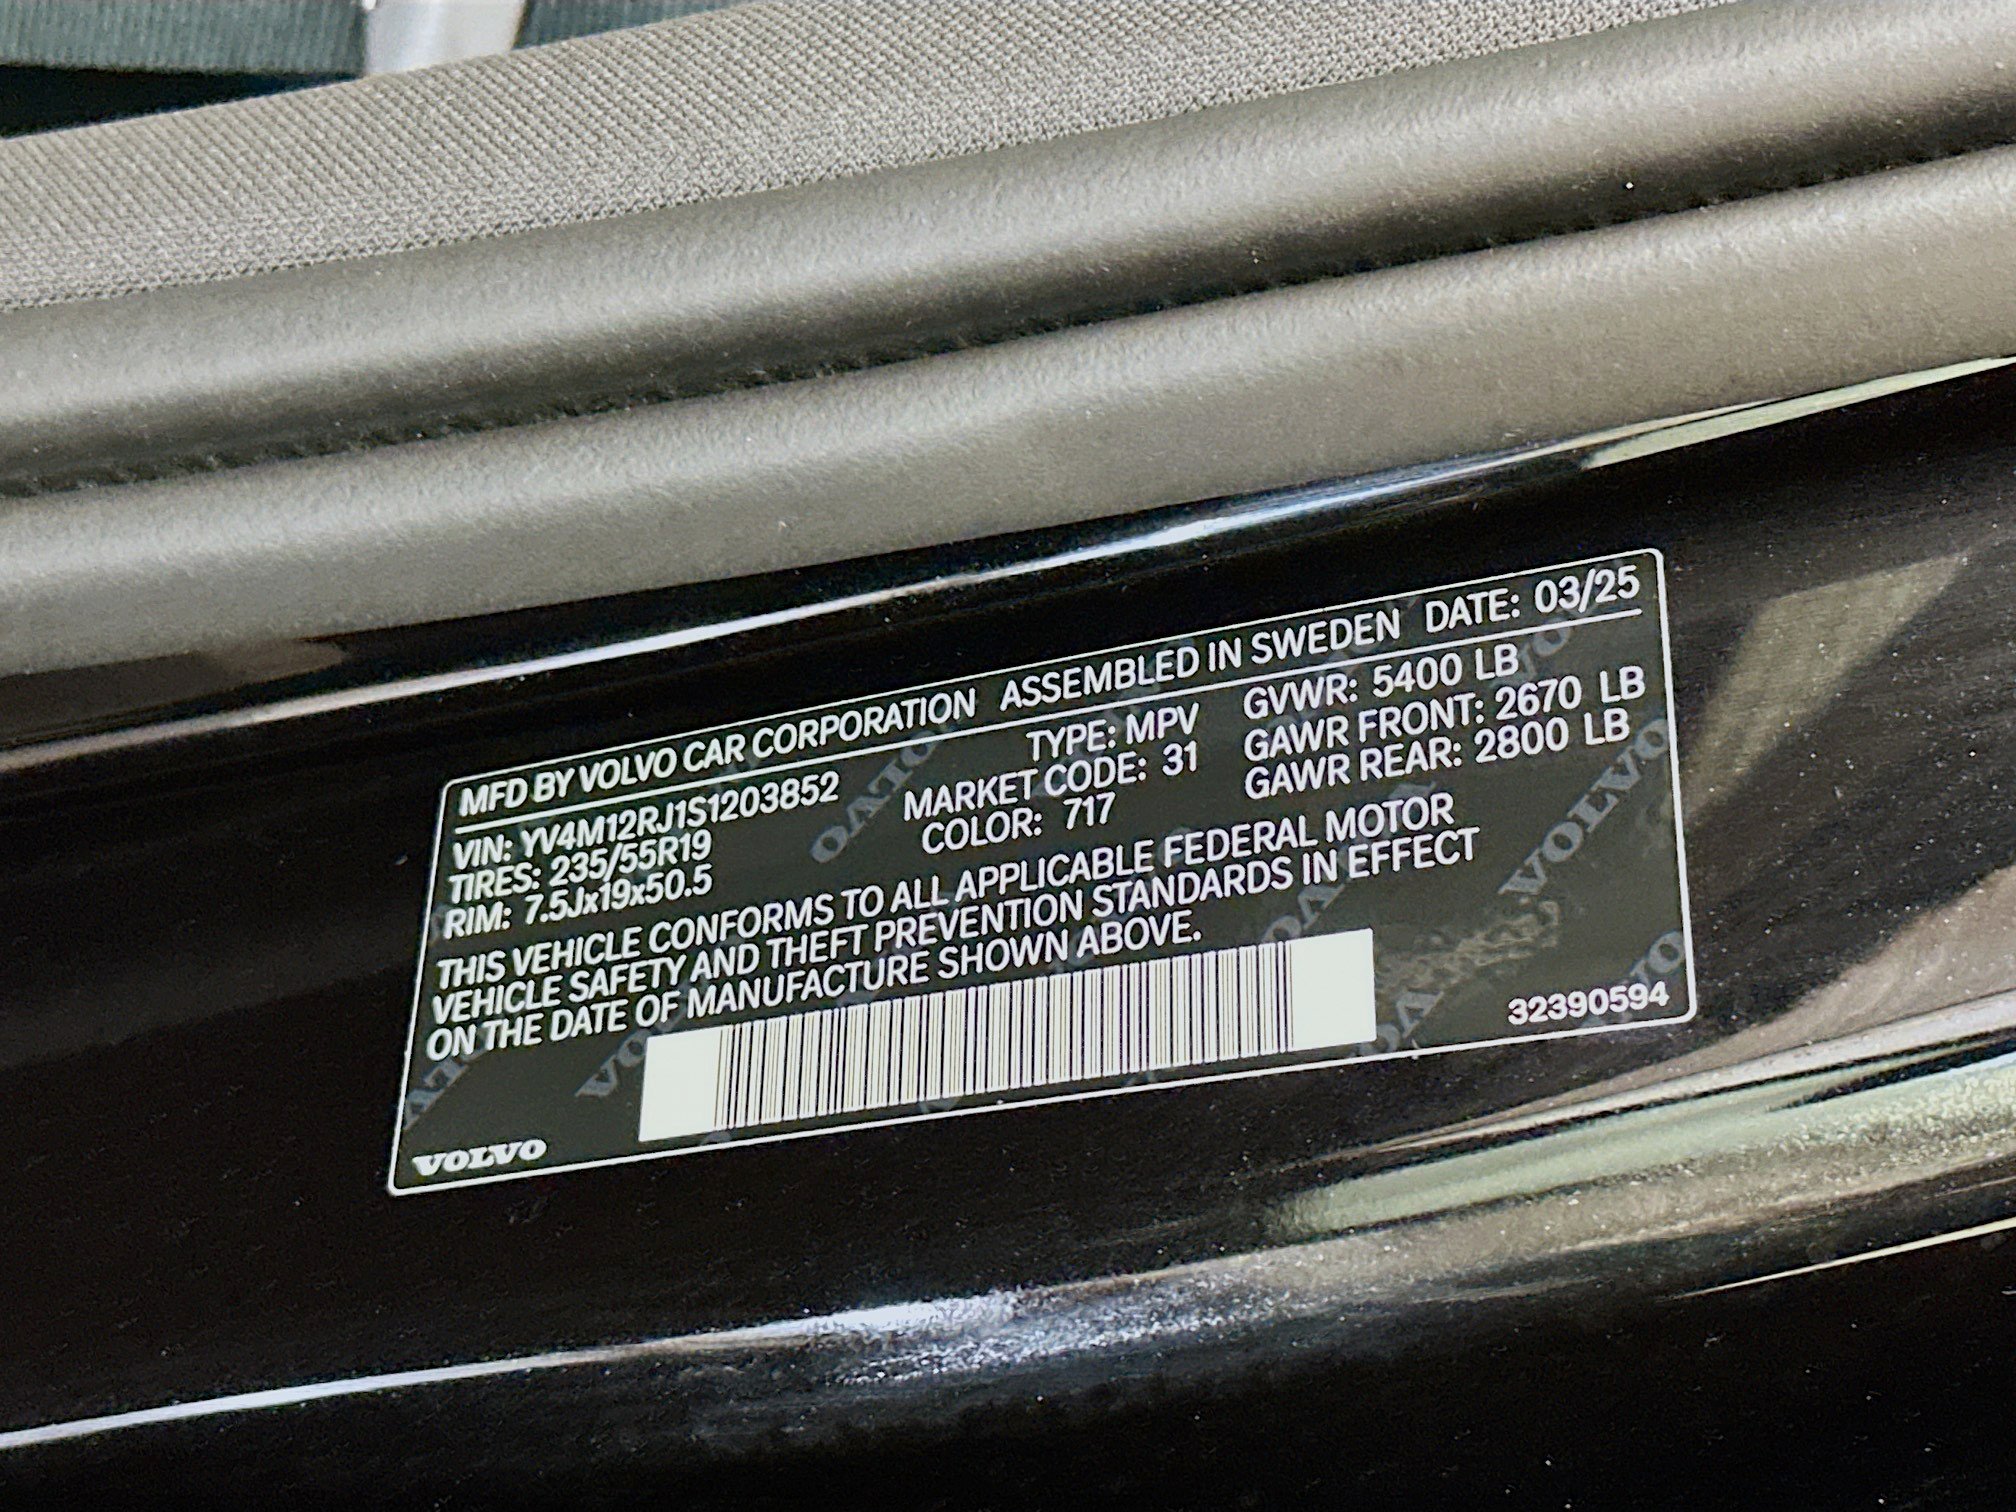 MFD BY VOLVO CAR CORPORATION ASSEMBLED IN SWEDEN DATE: 03/25
VIN: YV4M12RJ1S1203852 TYPE: MPV GVWR: 5400 LB
TIRES: 235/55R19 MARKET CODE: 31 GAWR FRONT: 2670 LB
RIM: 7.5Jx19x50.5 COLOR: 717 GAWR REAR: 2800 LB
THIS VEHICLE CONFORMS TO ALL APPLICABLE FEDERAL MOTOR
VEHICLE SAFETY AND THEFT PREVENTION STANDARDS IN EFFECT
ON THE DATE OF MANUFACTURE SHOWN ABOVE.
32390594
VOLVO